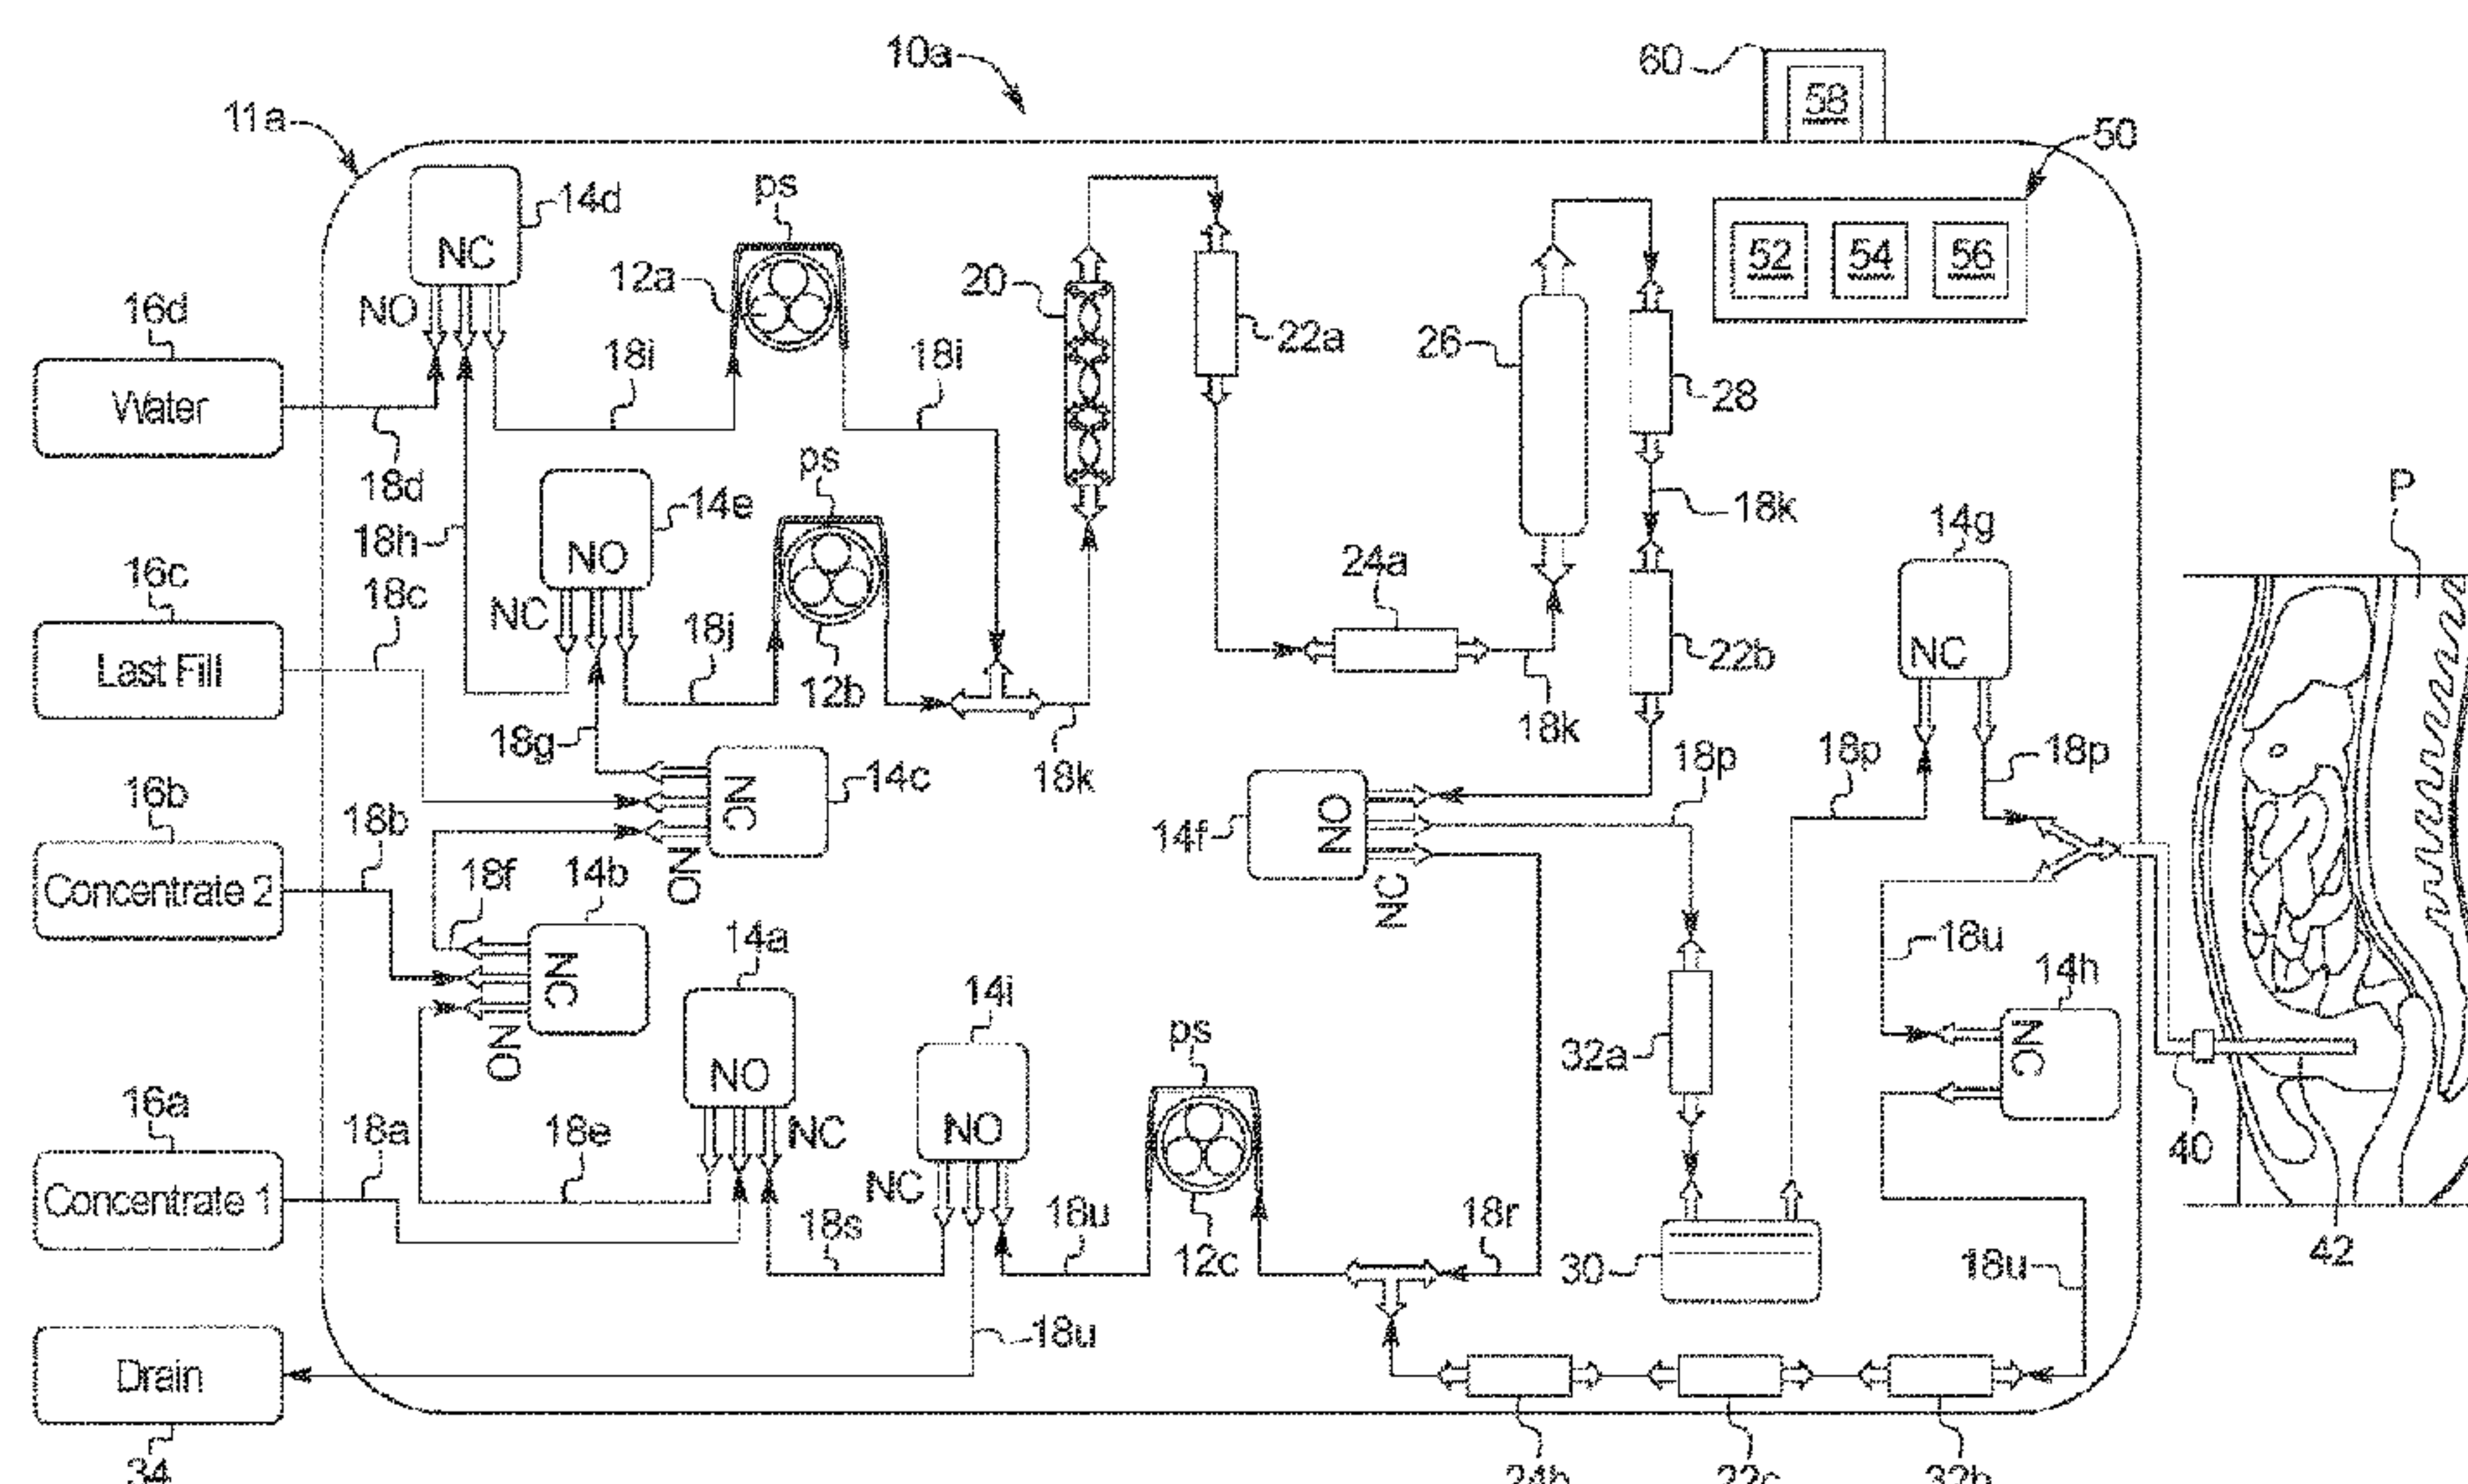 10a
60
58
11a
50
ps
14d
NC
12a
20
52
54
56
NO
16d
22a
26
18i
18i
28
Water
ps
18d
P
14e
18k
18h
14g
NO
24a
16c
18c
NC
18j
22b
NC
Last Fill
12b
18k
18g
18p
18p
18p
14c
NC
18k
16b
18b
NO
14f
18f
14b
NO
Concentrate 2
NC
14a
18u
NC
14i
14h
ps
NO
32a
NC
16a
NO
18a
18e
NC
NO
40
NC
Concentrate 1
18s
18u
18r
12c
42
30
18u
18u
Drain
34
24b
22c
32b